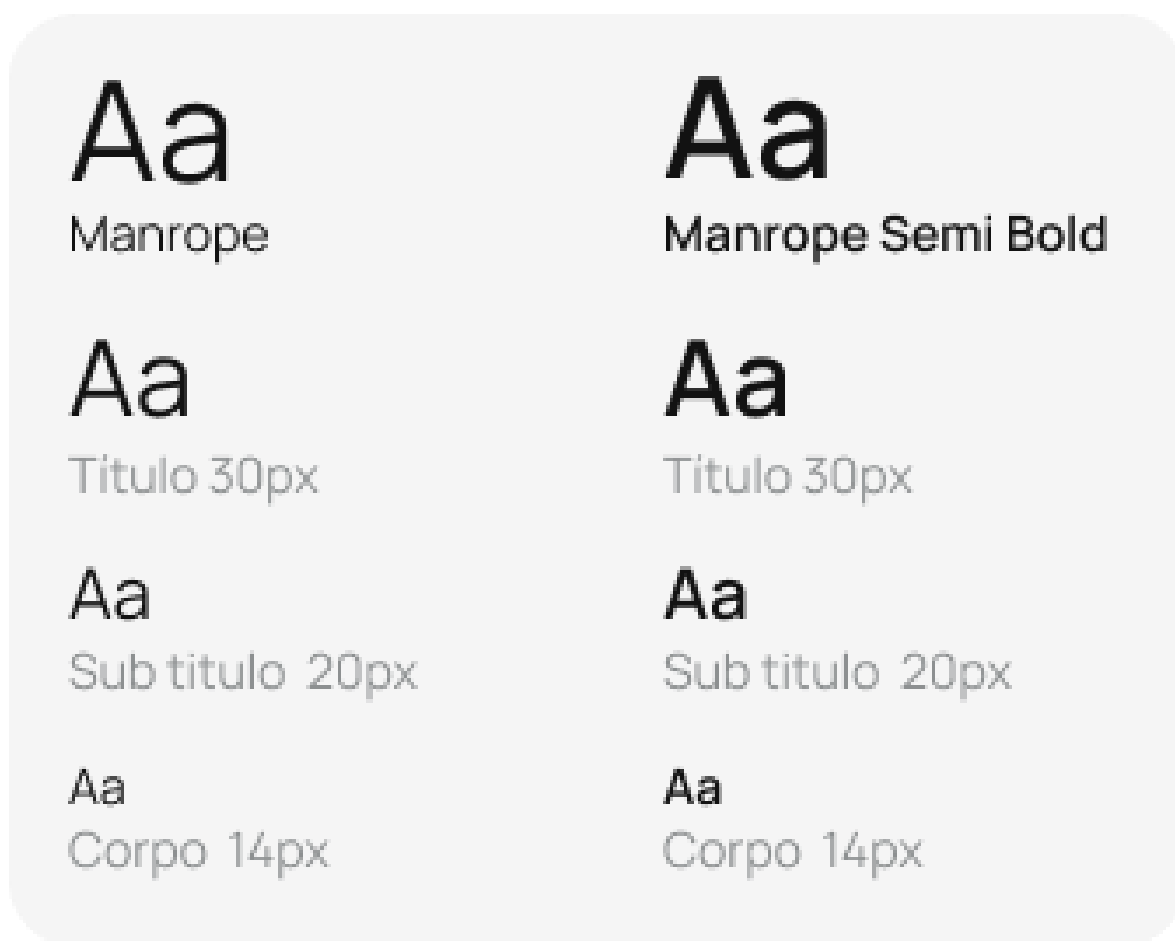 Aa
Manrope
Aa
Titulo 30px
Aa
Sub titulo  20px
Aa
Corpo  14px
Aa
Manrope Semi Bold
Aa
Titulo 30px
Aa
Sub titulo  20px
Aa
Corpo  14px